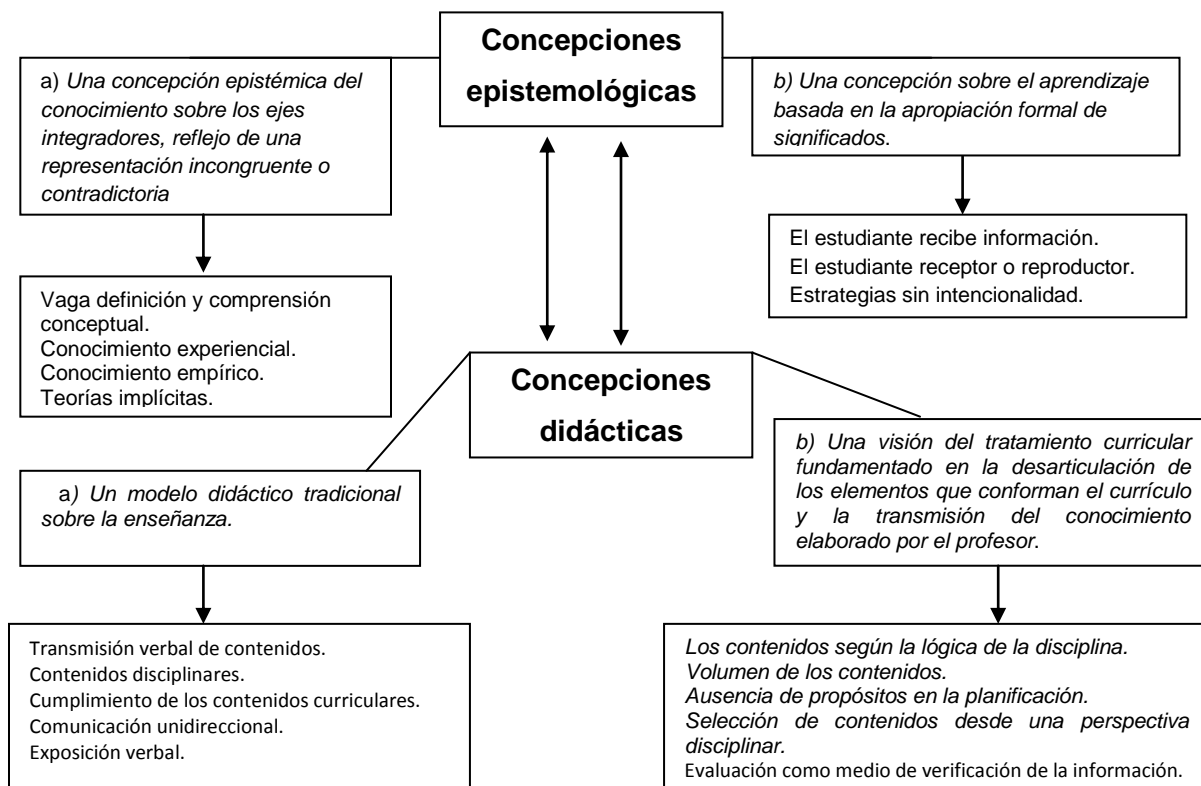 Concepciones
epistemológicas
a) Una concepción epistémica del
conocimiento sobre los ejes
integradores, reflejo de una
representación incongruente o
contradictoria
b) Una concepción sobre el aprendizaje
basada en la apropiación formal de
significados.
Vaga definición y comprensión
conceptual.
Conocimiento experiencial.
Conocimiento empírico.
Teorías implícitas.
El estudiante recibe información.
El estudiante receptor o reproductor.
Estrategias sin intencionalidad.
Concepciones
didácticas
a) Un modelo didáctico tradicional
sobre la enseñanza.
b) Una visión del tratamiento curricular
fundamentado en la desarticulación de
los elementos que conforman el currículo
y la transmisión del conocimiento
elaborado por el profesor.
Transmisión verbal de contenidos.
Contenidos disciplinares.
Cumplimiento de los contenidos curriculares.
Comunicación unidireccional.
Exposición verbal.
Los contenidos según la lógica de la disciplina.
Volumen de los contenidos.
Ausencia de propósitos en la planificación.
Selección de contenidos desde una perspectiva
disciplinar.
Evaluación como medio de verificación de la información.